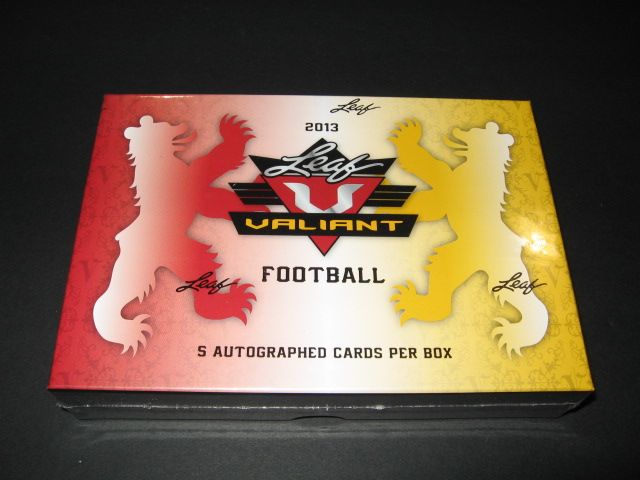 Leaf
2013
Leaf
VALIANT
FOOTBALL
Leaf
Leaf
5 AUTOGRAPHED CARDS PER BOX